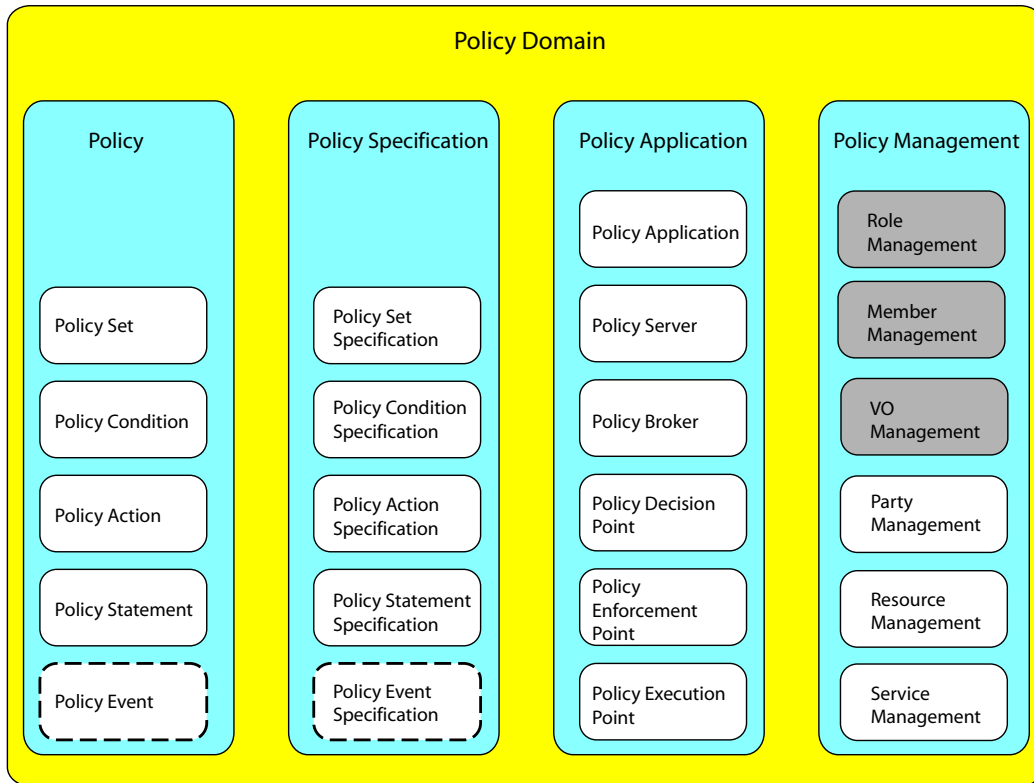 Policy Domain
Policy
Policy Set
Policy Condition
Policy Action
Policy Statement
Policy Event
Policy Specification
Policy Set
Specification
Policy Condition
Specification
Policy Action
Specification
Policy Statement
Specification
Policy Event
Specification
Policy Application
Policy Application
Policy Server
Policy Broker
Policy Decision
Point
Policy
Enforcement
Point
Policy Execution
Point
Policy Management
Role
Management
Member
Management
VO
Management
Party
Management
Resource
Management
Service
Management